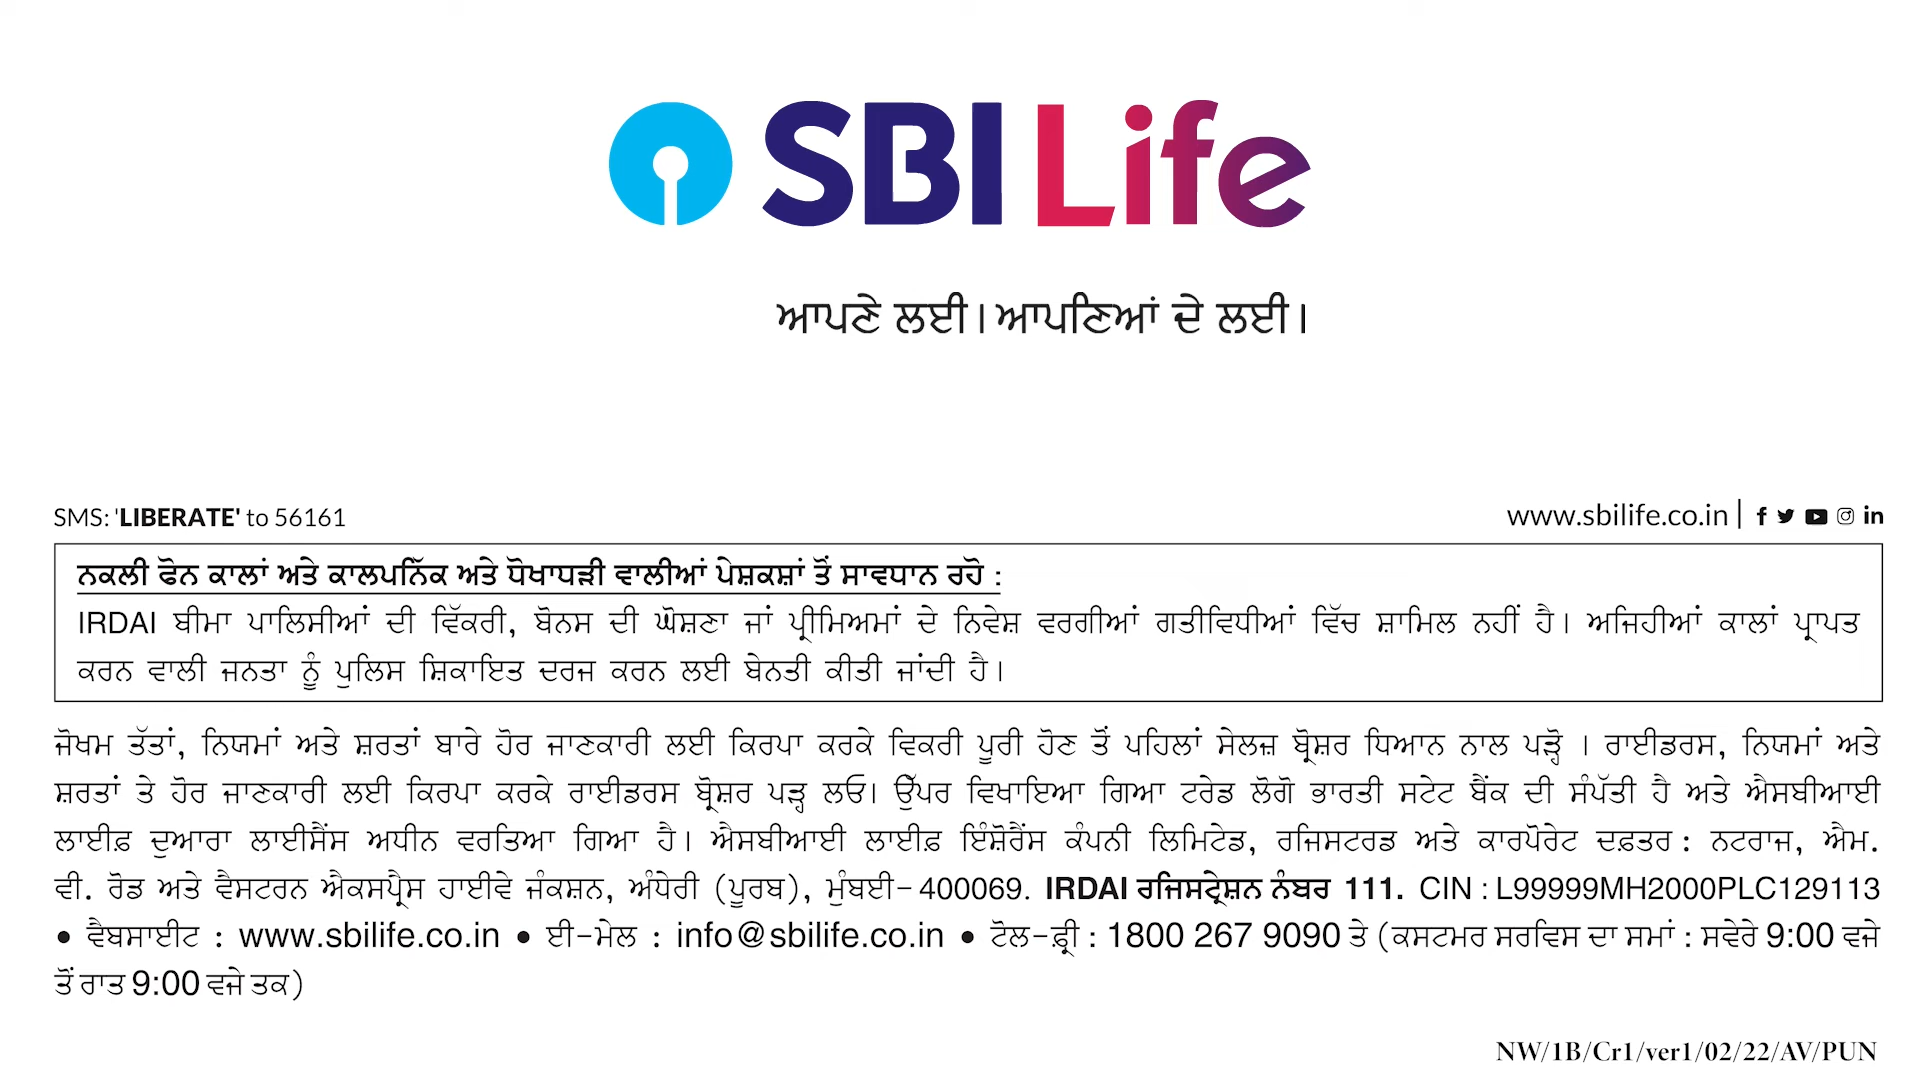 SBI Life
ਆਪਣੇ ਲਈ। ਆਪਣਿਆਂ ਦੇ ਲਈ।
SMS: 'LIBERATE' to 56161
www.sbilife.co.in |
ਨਕਲੀ ਫੋਨ ਕਾਲਾਂ ਅਤੇ ਕਾਲਪਨਿੱਕ ਅਤੇ ਧੋਖਾਧੜੀ ਵਾਲੀਆਂ ਪੇਸ਼ਕਸ਼ਾਂ ਤੋਂ ਸਾਵਧਾਨ ਰਹੋ :
IRDAI ਬੀਮਾ ਪਾਲਿਸੀਆਂ ਦੀ ਵਿੱਕਰੀ, ਬੋਨਸ ਦੀ ਘੋਸ਼ਣਾ ਜਾਂ ਪ੍ਰੀਮਿਅਮਾਂ ਦੇ ਨਿਵੇਸ਼ ਵਰਗੀਆਂ ਗਤੀਵਿਧੀਆਂ ਵਿੱਚ ਸ਼ਾਮਿਲ ਨਹੀਂ ਹੈ। ਅਜਿਹੀਆਂ ਕਾਲਾਂ ਪ੍ਰਾਪਤ
ਕਰਨ ਵਾਲੀ ਜਨਤਾ ਨੂੰ ਪੁਲਿਸ ਸ਼ਿਕਾਇਤ ਦਰਜ ਕਰਨ ਲਈ ਬੇਨਤੀ ਕੀਤੀ ਜਾਂਦੀ ਹੈ।
ਜੋਖਮ ਤੱਤਾਂ, ਨਿਯਮਾਂ ਅਤੇ ਸ਼ਰਤਾਂ ਬਾਰੇ ਹੋਰ ਜਾਣਕਾਰੀ ਲਈ ਕਿਰਪਾ ਕਰਕੇ ਵਿਕਰੀ ਪੂਰੀ ਹੋਣ ਤੋਂ ਪਹਿਲਾਂ ਸੇਲਜ਼ ਬ੍ਰੋਸ਼ਰ ਧਿਆਨ ਨਾਲ ਪੜ੍ਹੋ । ਰਾਈਡਰਸ, ਨਿਯਮਾਂ ਅਤੇ
ਸ਼ਰਤਾਂ ਤੇ ਹੋਰ ਜਾਣਕਾਰੀ ਲਈ ਕਿਰਪਾ ਕਰਕੇ ਰਾਈਡਰਸ ਬ੍ਰੋਸ਼ਰ ਪੜ੍ਹ ਲਓ। ਉੱਪਰ ਵਿਖਾਇਆ ਗਿਆ ਟਰੇਡ ਲੋਗੋ ਭਾਰਤੀ ਸਟੇਟ ਬੈਂਕ ਦੀ ਸੰਪੱਤੀ ਹੈ ਅਤੇ ਐਸਬੀਆਈ
ਲਾਈਫ਼ ਦੁਆਰਾ ਲਾਈਸੈਂਸ ਅਧੀਨ ਵਰਤਿਆ ਗਿਆ ਹੈ। ਐਸਬੀਆਈ ਲਾਈਫ਼ ਇੰਸ਼ੋਰੈਂਸ ਕੰਪਨੀ ਲਿਮਿਟੇਡ, ਰਜਿਸਟਰਡ ਅਤੇ ਕਾਰਪੋਰੇਟ ਦਫ਼ਤਰ : ਨਟਰਾਜ, ਐਮ.
ਵੀ. ਰੋਡ ਅਤੇ ਵੈਸਟਰਨ ਐਕਸਪ੍ਰੈਸ ਹਾਈਵੇ ਜੰਕਸ਼ਨ, ਅੰਧੇਰੀ (ਪੂਰਬ), ਮੁੰਬਈ- 400069. IRDAI ਰਜਿਸਟ੍ਰੇਸ਼ਨ ਨੰਬਰ 111. CIN : L99999MH2000PLC129113
• ਵੈਬਸਾਈਟ : www.sbilife.co.in • ਈ-ਮੇਲ : info@sbilife.co.in • ਟੋਲ-ਫ੍ਰੀ : 1800 267 9090 ਤੇ (ਕਸਟਮਰ ਸਰਵਿਸ ਦਾ ਸਮਾਂ : ਸਵੇਰੇ 9:00 ਵਜੇ
ਤੋਂ ਰਾਤ 9:00 ਵਜੇ ਤਕ)
NW/1B/Cr1/ver1/02/22/AV/PUN